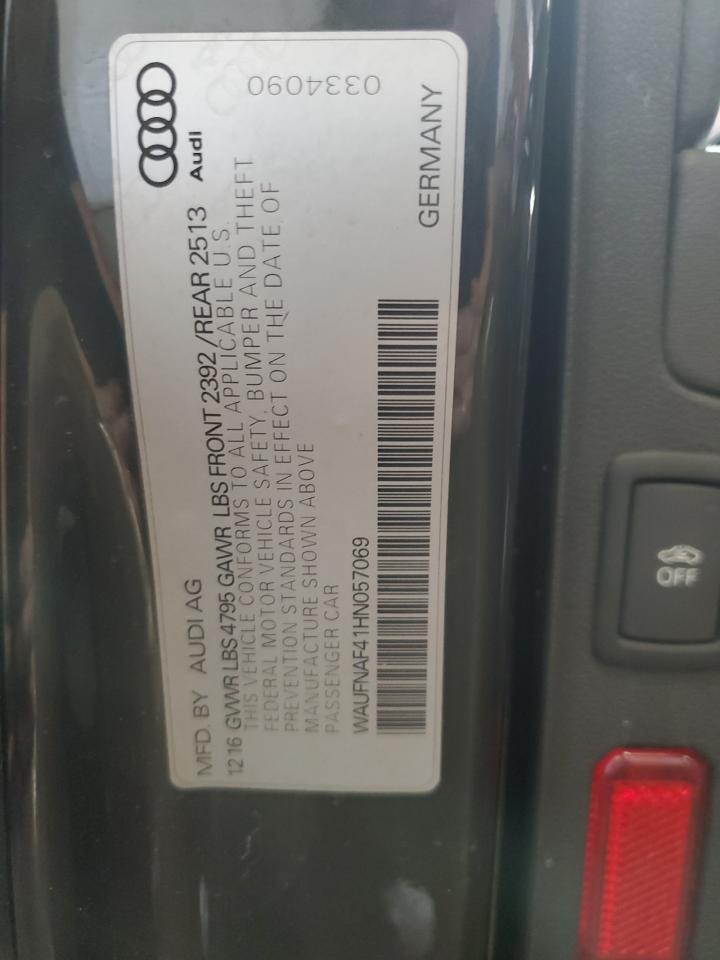 MFD. BY AUDI AG
Audi
12 16 GVWR LBS 4795 GAWR LBS FRONT 2392 /REAR 2513
THIS VEHICLE CONFORMS TO ALL APPLICABLE U.S.
FEDERAL MOTOR VEHICLE SAFETY, BUMPER AND THEFT
PREVENTION STANDARDS IN EFFECT ON THE DATE OF
MANUFACTURE SHOWN ABOVE
PASSENGER CAR
0334090
WAUFNAF41HN057069
GERMANY
OFF